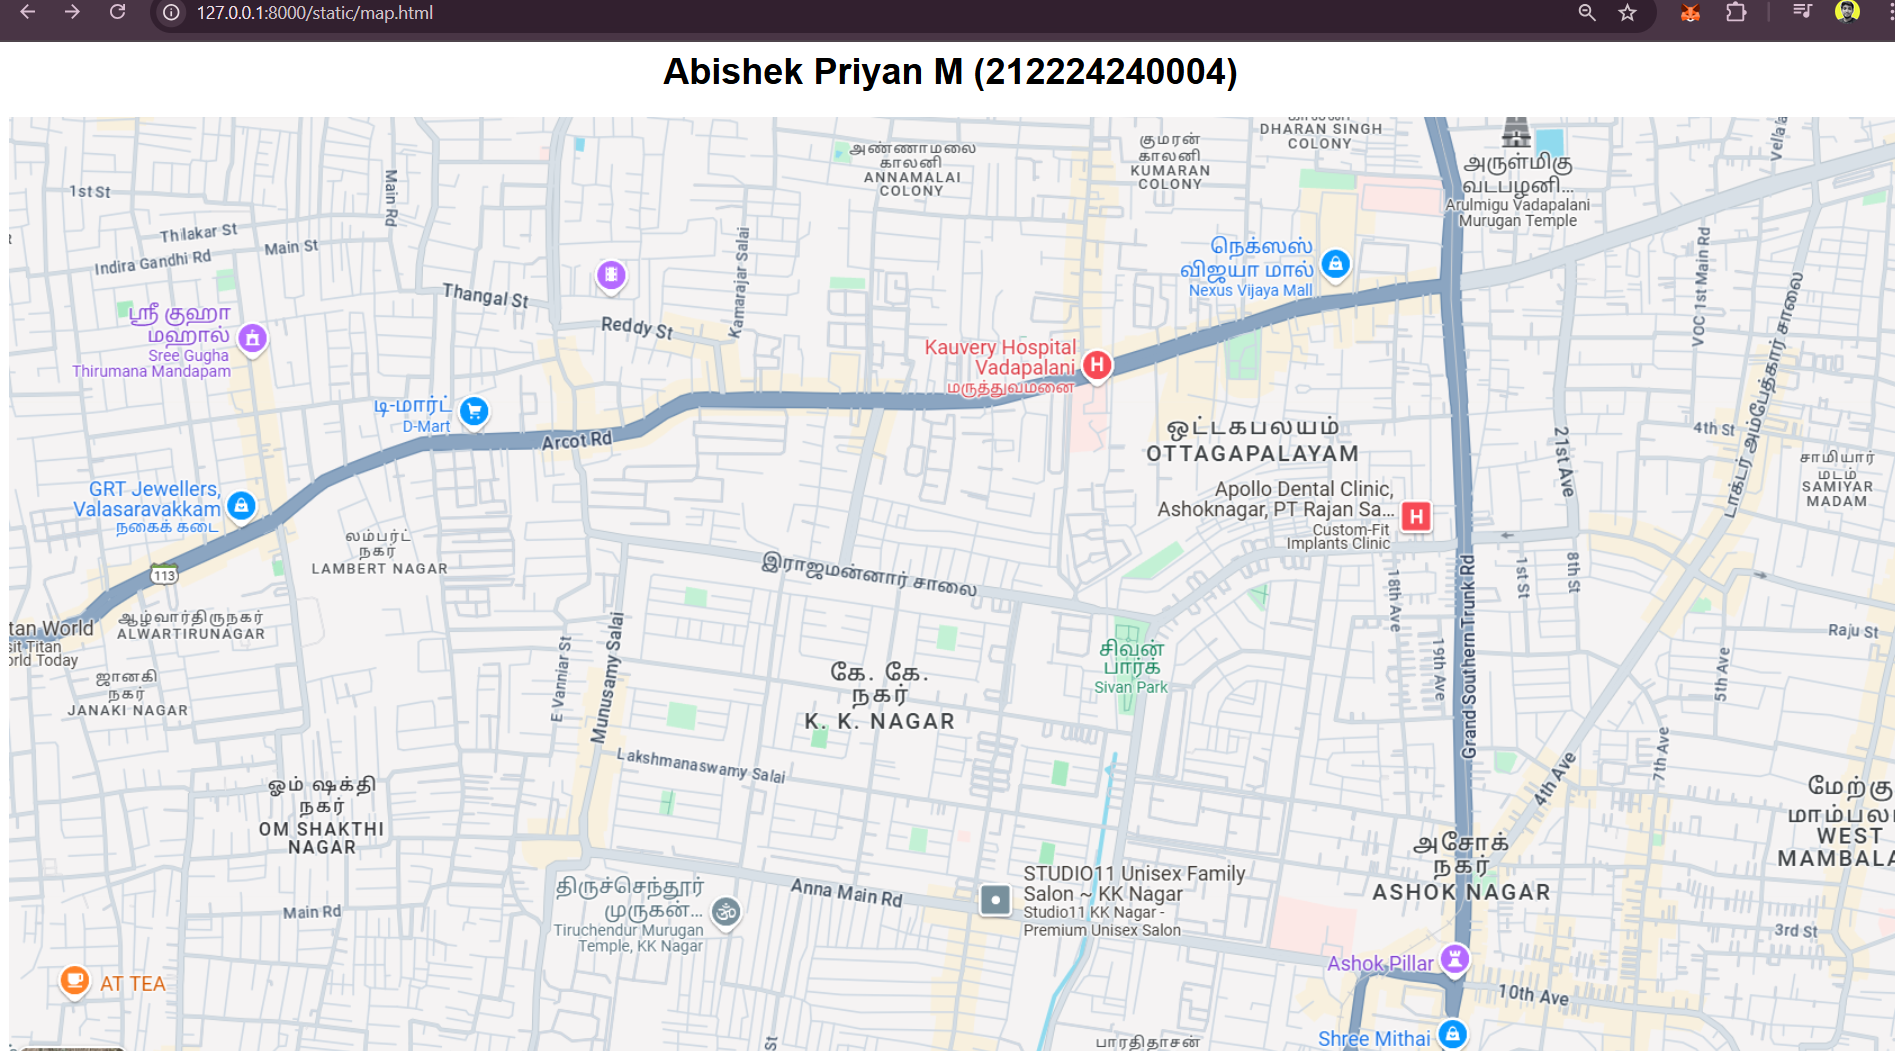 127.0.0.1:8000/static/map.html
Abishek Priyan M (212224240004)
DHARAN SINGH
COLONY
அண்ணாமலை
காலனி
ANNAMALAI
COLONY
குமரன்
காலனி
KUMARAN
COLONY
அருள்மிகு
வடபழனி...
Arulmigu Vadapalani
Murugan Temple
1st St
Main Rd
Thilakar St
Main St
Indira Gandhi Rd
Kamarajar Salai
நெக்ஸஸ்
விஜயா மால்
Nexus Vijaya Mall
VOC 1st Main Rd
Thangal St
Reddy St
ஸ்ரீ குஹா
மஹால்
Sree Gugha
Thirumana Mandapam
Kauvery Hospital
Vadapalani
மருத்துவமனை
டி-மார்ட்
D-Mart
Arcot Rd
ஒட்டகபலயம்
OTTAGAPALAYAM
டாக்டர் அம்பேத்கார் சாலை
4th St
21st Ave
சாமியார்
மடம்
SAMIYAR
MADAM
GRT Jewellers,
Valasaravakkam
நகைக் கடை
Apollo Dental Clinic,
Ashoknagar, PT Rajan Sa...
Custom-Fit
Implants Clinic
லம்பர்ட்
நகர்
LAMBERT NAGAR
113
இராஜமன்னார் சாலை
18th Ave
1st St
8th St
Grand Southern Trunk Rd
ஆழ்வார்திருநகர்
ALWARTIRUNAGAR
tan World
sit Titan
orld Today
Raju St
Munusamy Salai
E Vanniar St
சிவன்
பார்க்
Sivan Park
19th Ave
5th Ave
ஜானகி
நகர்
JANAKI NAGAR
கே. கே.
நகர்
K. K. NAGAR
Lakshmanaswamy Salai
4th Ave
7th Ave
ஓம் ஷக்தி
நகர்
OM SHAKTHI
NAGAR
மேற்கு
மாம்பல
WEST
MAMBALA
அசோக்
நகர்
ASHOK NAGAR
STUDIO11 Unisex Family
Salon ~ KK Nagar
Studio11 KK Nagar -
Premium Unisex Salon
Anna Main Rd
திருச்செந்தூர்
முருகன்...
Tiruchendur Murugan
Temple, KK Nagar
Main Rd
3rd St
Ashok Pillar
AT TEA
10th Ave
Shree Mithai
பாரதிதாசன்
St